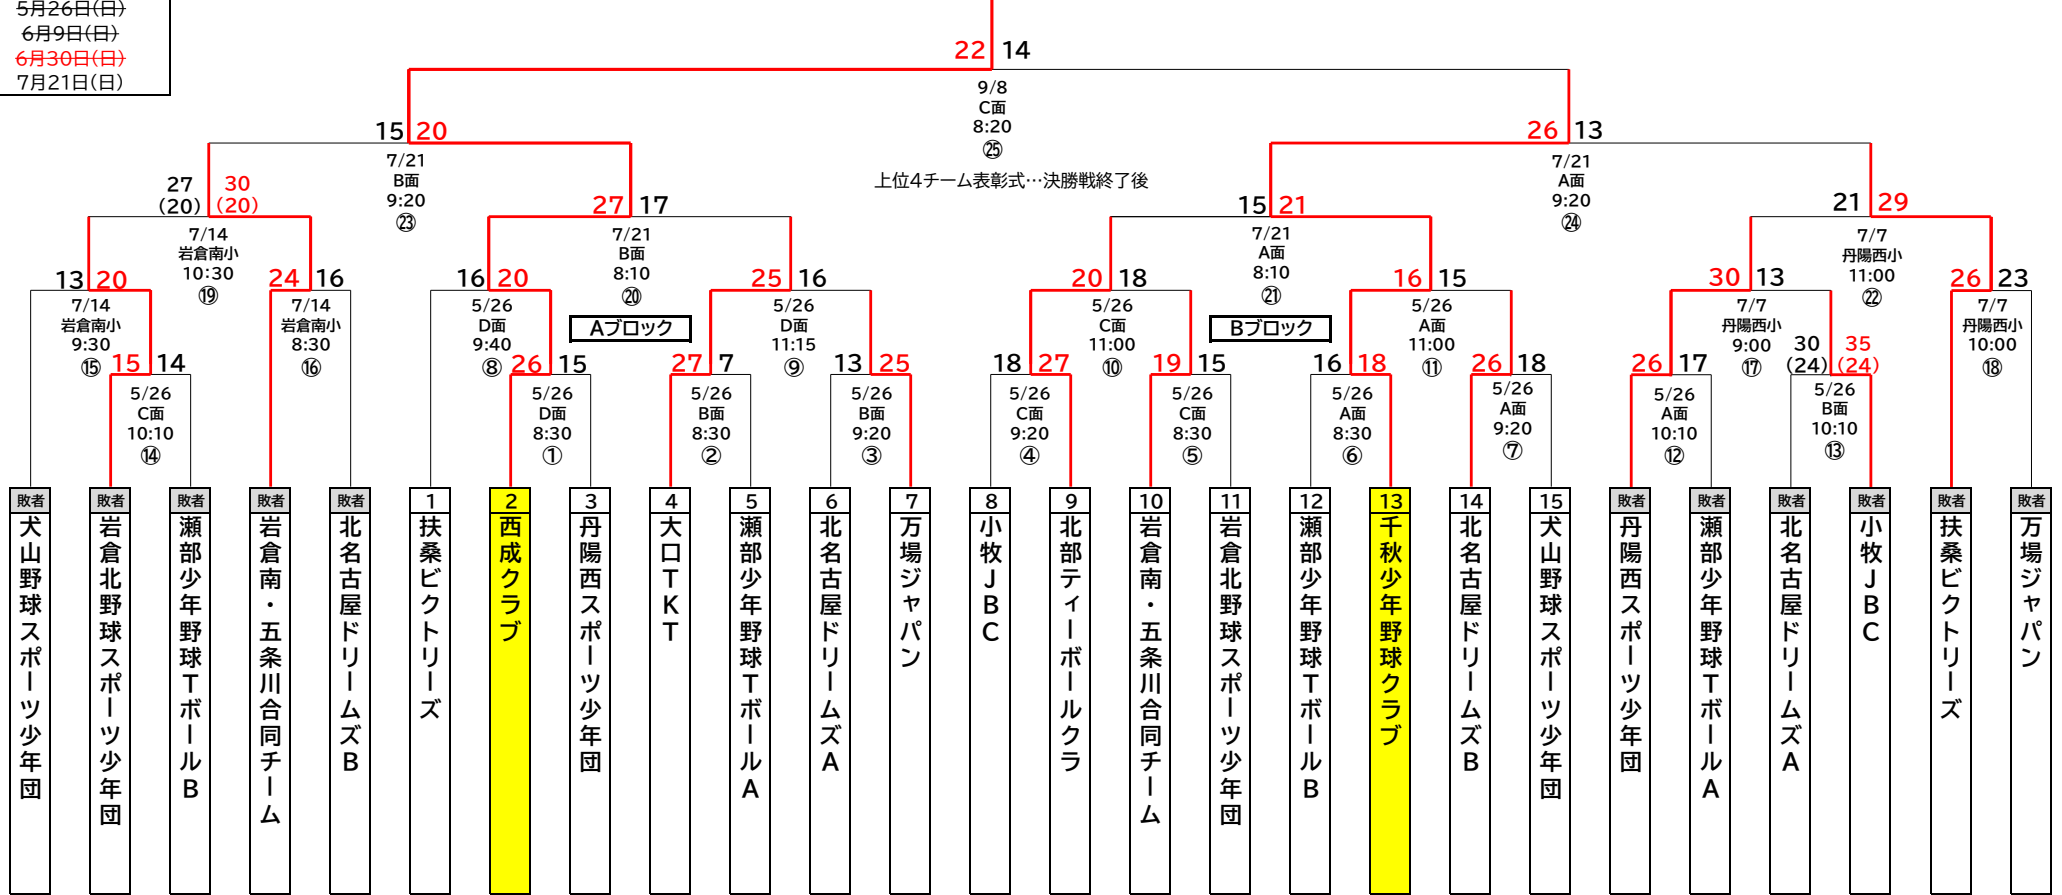 5月26日(日)
6月9日(日)
6月30日(日)
7月21日(日)
22 14
9/8
C面
8:20
㉕
上位4チーム表彰式…決勝戦終了後
15 20
7/21
B面
9:20
㉓
26 13
7/21
A面
9:20
㉔
27 30
(20) (20)
7/14
岩倉南小
10:30
⑲
27 17
7/21
B面
8:10
⑳
15 21
7/21
A面
8:10
㉑
21 29
7/7
丹陽西小
11:00
㉒
13 20
7/14
岩倉南小
9:30
⑮
24 16
7/14
岩倉南小
8:30
⑯
16 20
5/26
D面
9:40
⑧
Aブロック
25 16
5/26
D面
11:15
⑨
20 18
5/26
C面
11:00
⑩
Bブロック
16 15
5/26
A面
11:00
⑪
30 13
7/7
丹陽西小
9:00
⑰
26 23
7/7
丹陽西小
10:00
⑱
15 14
5/26
C面
10:10
⑭
26 15
5/26
D面
8:30
①
27 7
5/26
B面
8:30
②
13 25
5/26
B面
9:20
③
18 27
5/26
C面
9:20
④
19 15
5/26
C面
8:30
⑤
16 18
5/26
A面
8:30
⑥
26 18
5/26
A面
9:20
⑦
26 17
5/26
A面
10:10
⑫
30 35
(24) (24)
5/26
B面
10:10
⑬
敗者
犬山野球スポーツ少年団
敗者
岩倉北野球スポーツ少年団
敗者
瀬部少年野球TボールB
敗者
岩倉南・五条川合同チーム
敗者
北名古屋ドリームズB
1
扶桑ビクトリーズ
2
西成クラブ
3
丹陽西スポーツ少年団
4
大口TKT
5
瀬部少年野球TボールA
6
北名古屋ドリームズA
7
万場ジャパン
8
小牧JBC
9
北部ティーボールクラ
10
岩倉南・五条川合同チーム
11
岩倉北野球スポーツ少年団
12
瀬部少年野球TボールB
13
千秋少年野球クラブ
14
北名古屋ドリームズB
15
犬山野球スポーツ少年団
敗者
丹陽西スポーツ少年団
敗者
瀬部少年野球TボールA
敗者
北名古屋ドリームズA
敗者
小牧JBC
敗者
扶桑ビクトリーズ
敗者
万場ジャパン